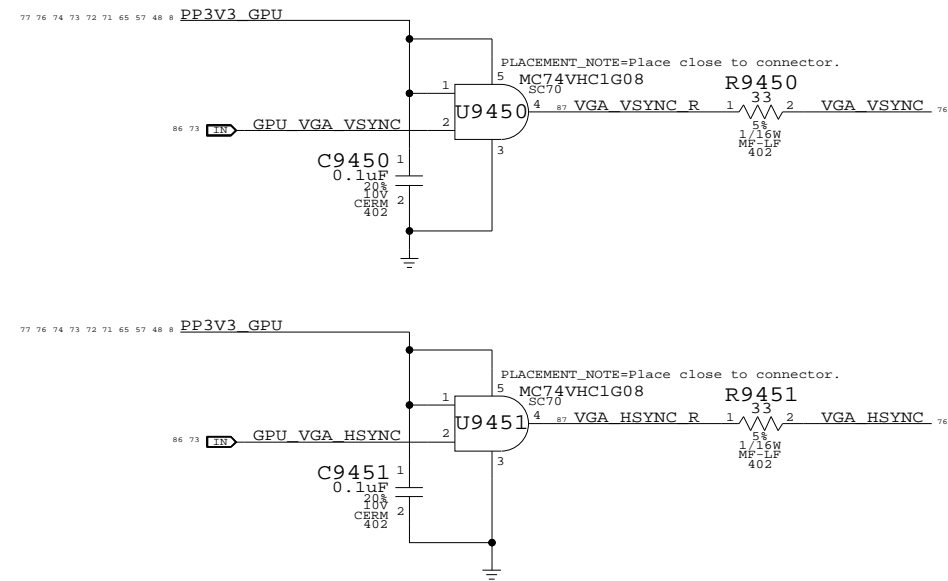 77 76 74 73 72 71 65 57 48 8 PP3V3_GPU
PLACEMENT_NOTE=Place close to connector.
5 MC74VHC1G08
SC70
R9450
33
1 U9450 4 87 VGA_VSYNC_R 1 2 VGA_VSYNC 76
86 73 IN GPU_VGA_VSYNC 2
5%
1/16W
MF-LF
402
3
C9450 1
0.1uF
20%
10V
CERM 2
402
77 76 74 73 72 71 65 57 48 8 PP3V3_GPU
PLACEMENT_NOTE=Place close to connector.
5 MC74VHC1G08
SC70
R9451
33
1 U9451 4 87 VGA_HSYNC_R 1 2 VGA_HSYNC 76
86 73 IN GPU_VGA_HSYNC 2
5%
1/16W
MF-LF
402
3
C9451 1
0.1uF
20%
10V
CERM 2
402